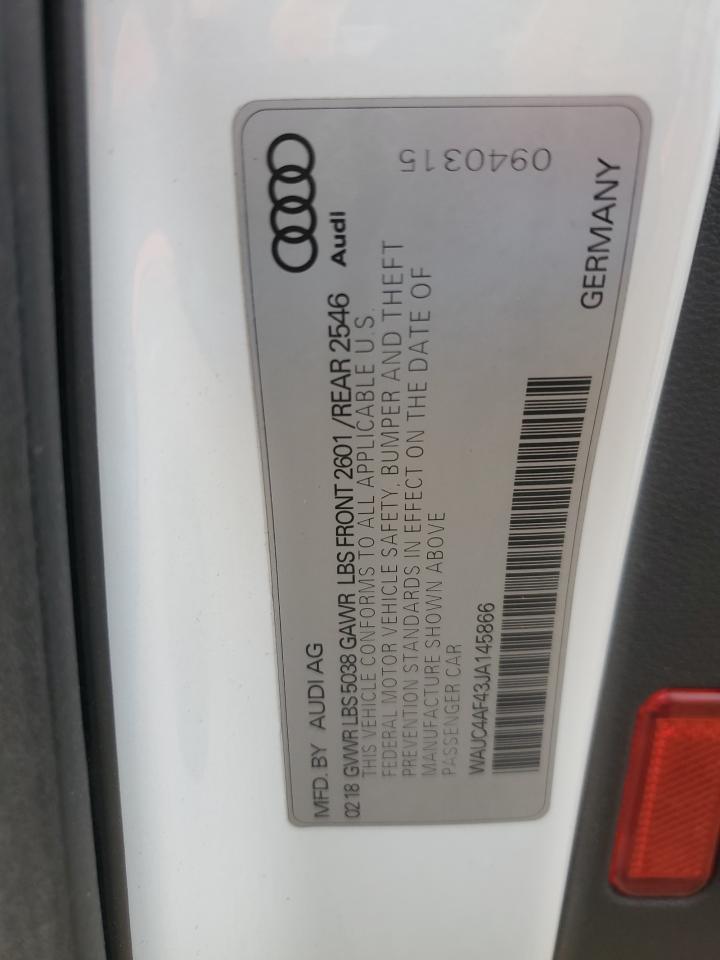 MFD. BY AUDI AG
02 18 GVWR LBS 5038 GAWR LBS FRONT 2601 / REAR 2546
Audi
THIS VEHICLE CONFORMS TO ALL APPLICABLE U.S.
FEDERAL MOTOR VEHICLE SAFETY, BUMPER AND THEFT
PREVENTION STANDARDS IN EFFECT ON THE DATE OF
MANUFACTURE SHOWN ABOVE
PASSENGER CAR
0940315
WAUC4AF43JA145866
GERMANY